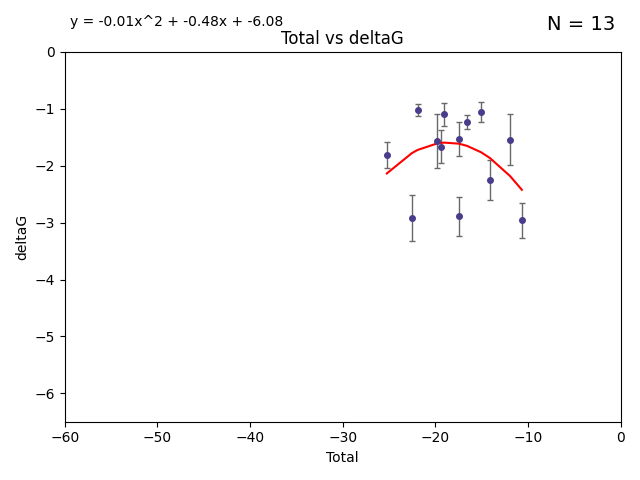 y = -0.01x^2 + -0.48x + -6.08
N = 13
Total vs deltaG
0
−1
−2
−3
−4
−5
−6
deltaG
−60 −50 −40 −30 −20 −10 0
Total